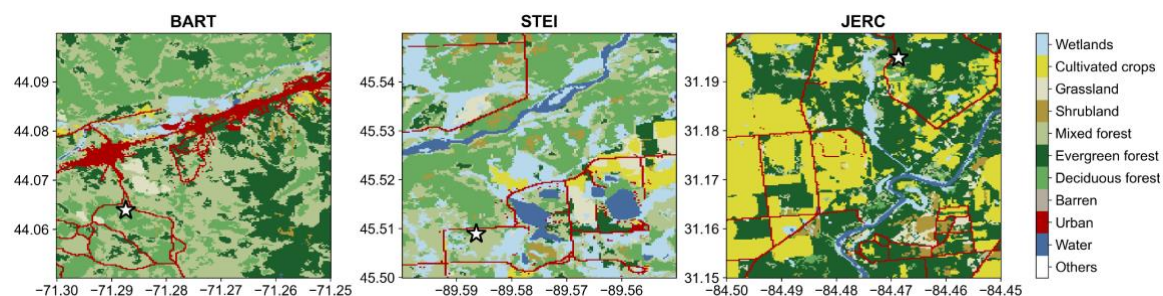 BART
STEI
JERC
44.09
44.08
44.07
44.06
−71.30 −71.29 −71.28 −71.27 −71.26 −71.25
45.54
45.53
45.52
45.51
45.50
−89.59 −89.58 −89.57 −89.56
31.19
31.18
31.17
31.16
31.15
−84.50 −84.49 −84.48 −84.47 −84.46 −84.45
Wetlands
Cultivated crops
Grassland
Shrubland
Mixed forest
Evergreen forest
Deciduous forest
Barren
Urban
Water
Others